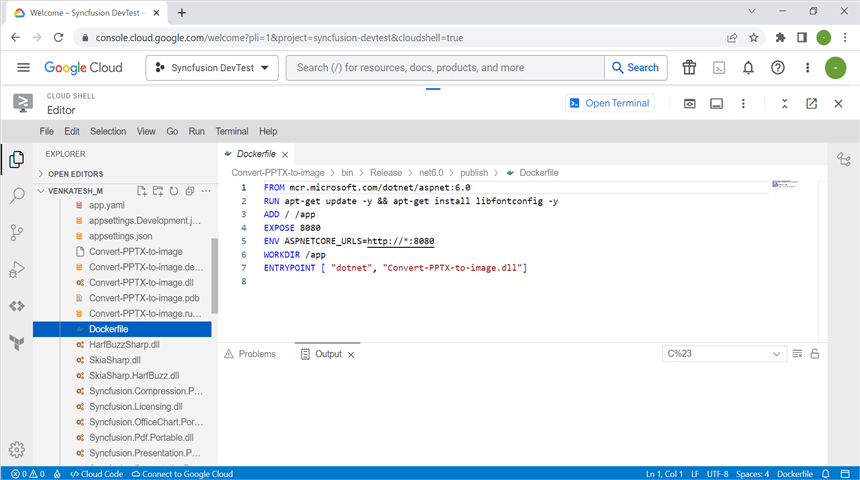 Welcome – Syncfusion DevTest –
console.cloud.google.com/welcome?pli=1&project=syncfusion-devtest&cloudshell=true
Google Cloud
Syncfusion DevTest
Search (/) for resources, docs, products, and more
Search
CLOUD SHELL
Editor
Open Terminal
File Edit Selection View Go Run Terminal Help
EXPLORER
OPEN EDITORS
VENKATESH_M
app.yaml
appsettings.Development.j...
appsettings.json
Convert-PPTX-to-image
Convert-PPTX-to-image.de...
Convert-PPTX-to-image.dll
Convert-PPTX-to-image.pdb
Convert-PPTX-to-image.ru...
Dockerfile
HarfBuzzSharp.dll
SkiaSharp.dll
SkiaSharp.HarfBuzz.dll
Syncfusion.Compression.P...
Syncfusion.Licensing.dll
Syncfusion.OfficeChart.Por...
Syncfusion.Pdf.Portable.dll
Syncfusion.Presentation.P...
Dockerfile
Convert-PPTX-to-image > bin > Release > net6.0 > publish > Dockerfile
1 FROM mcr.microsoft.com/dotnet/aspnet:6.0
2 RUN apt-get update -y && apt-get install libfontconfig -y
3 ADD / /app
4 EXPOSE 8080
5 ENV ASPNETCORE_URLS=http://*:8080
6 WORKDIR /app
7 ENTRYPOINT [ "dotnet", "Convert-PPTX-to-image.dll"]
8
Problems
Output
C%23
0 0 Cloud Code Connect to Google Cloud
Ln 1, Col 1 LF UTF-8 Spaces: 4 Dockerfile